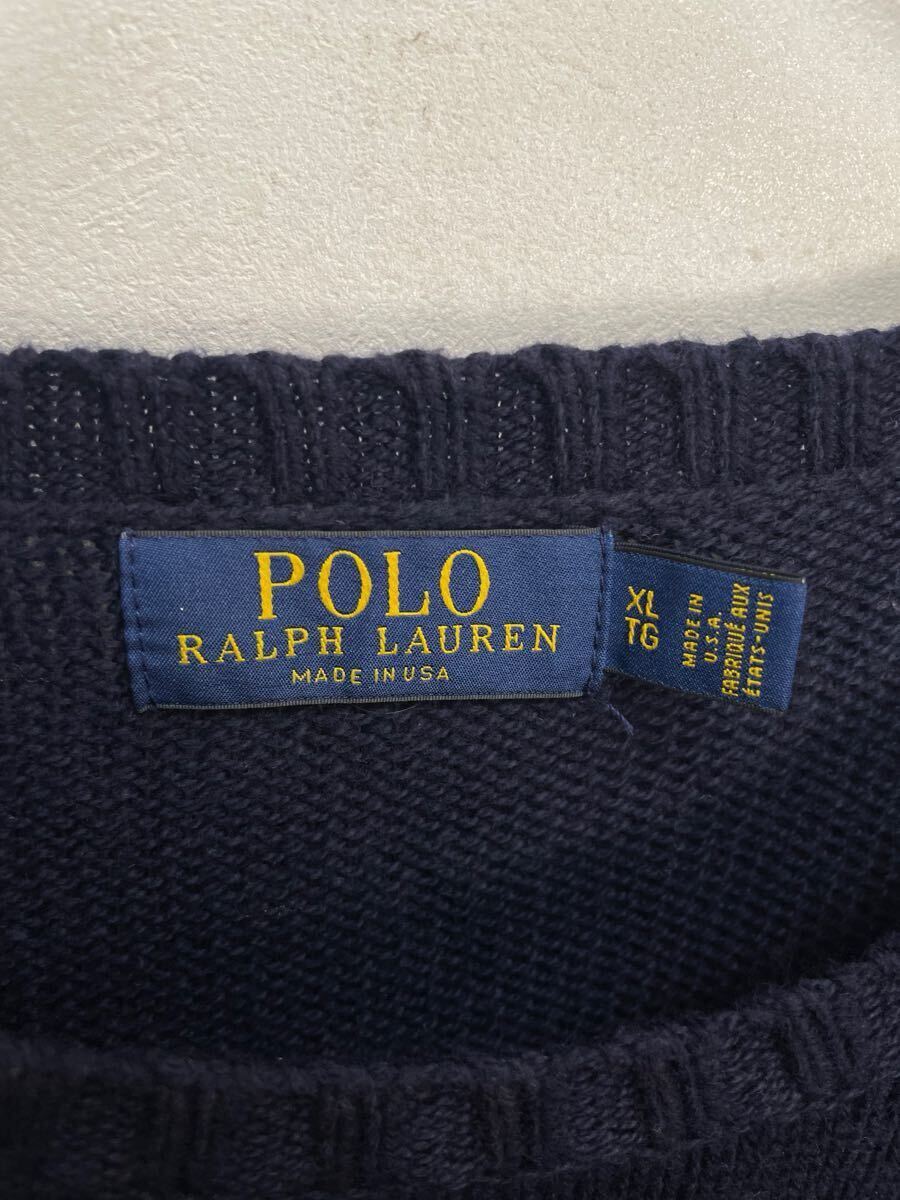 POLO
RALPH LAUREN
MADE IN USA
XL
TG
MADE IN
U.S.A.
FABRIQUÉ AUX
ÉTATS-UNIS